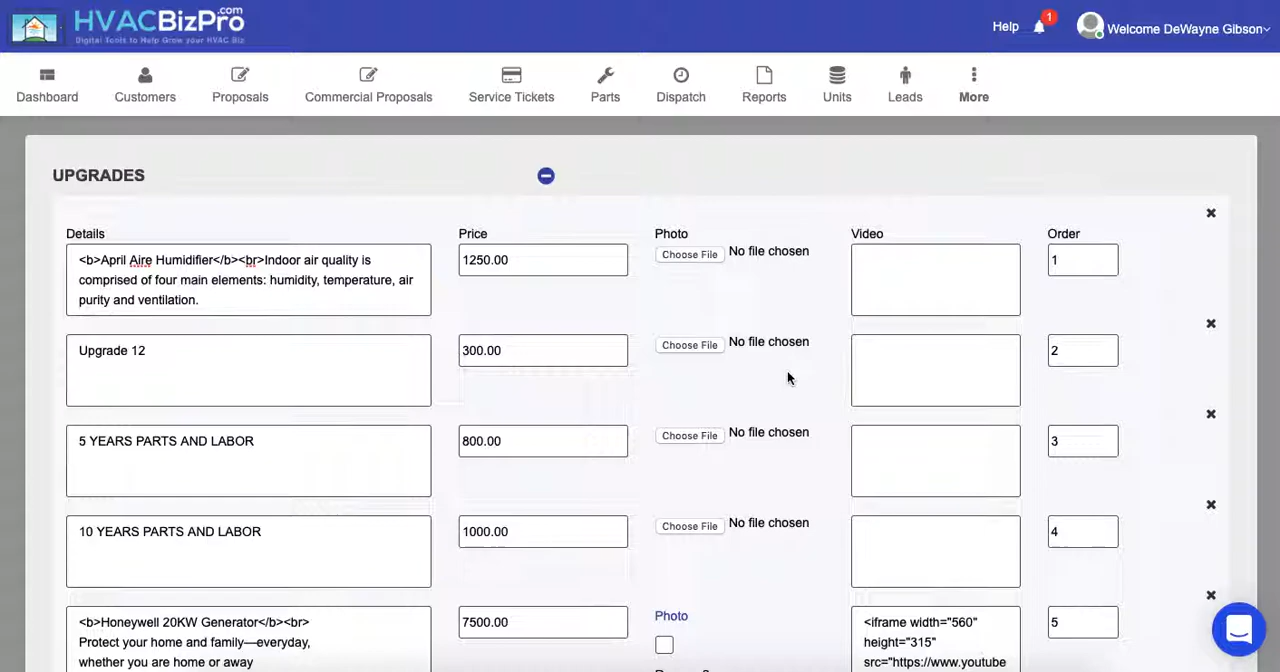 HVACBizPro.com
Digital Tools to Help Grow your HVAC Biz
Help
1
Welcome DeWayne Gibson
Dashboard
Customers
Proposals
Commercial Proposals
Service Tickets
Parts
Dispatch
Reports
Units
Leads
More
UPGRADES
Details
Price
Photo
Video
Order
<b>April Aire Humidifier</b><br>Indoor air quality is
comprised of four main elements: humidity, temperature, air
purity and ventilation.
1250.00
Choose File No file chosen
1
Upgrade 12
300.00
Choose File No file chosen
2
5 YEARS PARTS AND LABOR
800.00
Choose File No file chosen
3
10 YEARS PARTS AND LABOR
1000.00
Choose File No file chosen
4
<b>Honeywell 20KW Generator</b><br>
Protect your home and family—everyday,
whether you are home or away
7500.00
Photo
<iframe width="560"
height="315"
src="https://www.youtube
5